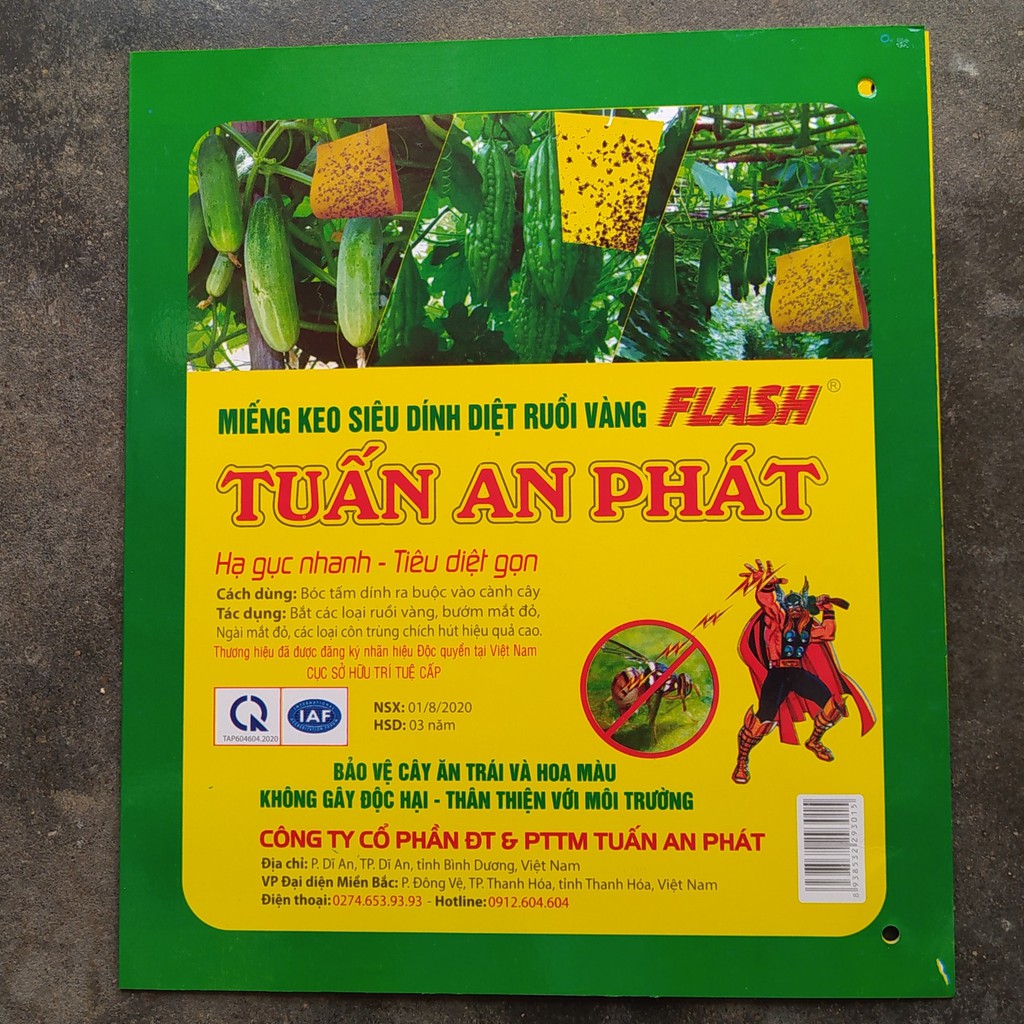 MIẾNG KEO SIÊU DÍNH DIỆT RUỒI VÀNG FLASH ®
TUẤN AN PHÁT
Hạ gục nhanh - Tiêu diệt gọn
Cách dùng: Bóc tấm dính ra buộc vào cành cây
Tác dụng: Bắt các loại ruồi vàng, bướm mắt đỏ,
Ngài mắt đỏ, các loại côn trùng chích hút hiệu quả cao.
Thương hiệu đã được đăng ký nhãn hiệu Độc quyền tại Việt Nam
CỤC SỞ HỮU TRÍ TUỆ CẤP
TAP604604.2020
IAF
NSX: 01/8/2020
HSD: 03 năm
BẢO VỆ CÂY ĂN TRÁI VÀ HOA MÀU
KHÔNG GÂY ĐỘC HẠI - THÂN THIỆN VỚI MÔI TRƯỜNG
CÔNG TY CỔ PHẦN ĐT & PTTM TUẤN AN PHÁT
Địa chỉ: P. Dĩ An, TP. Dĩ An, tỉnh Bình Dương, Việt Nam
VP Đại diện Miền Bắc: P. Đông Vệ, TP. Thanh Hóa, tỉnh Thanh Hóa, Việt Nam
Điện thoại: 0274.653.93.93 - Hotline: 0912.604.604
8938532293015